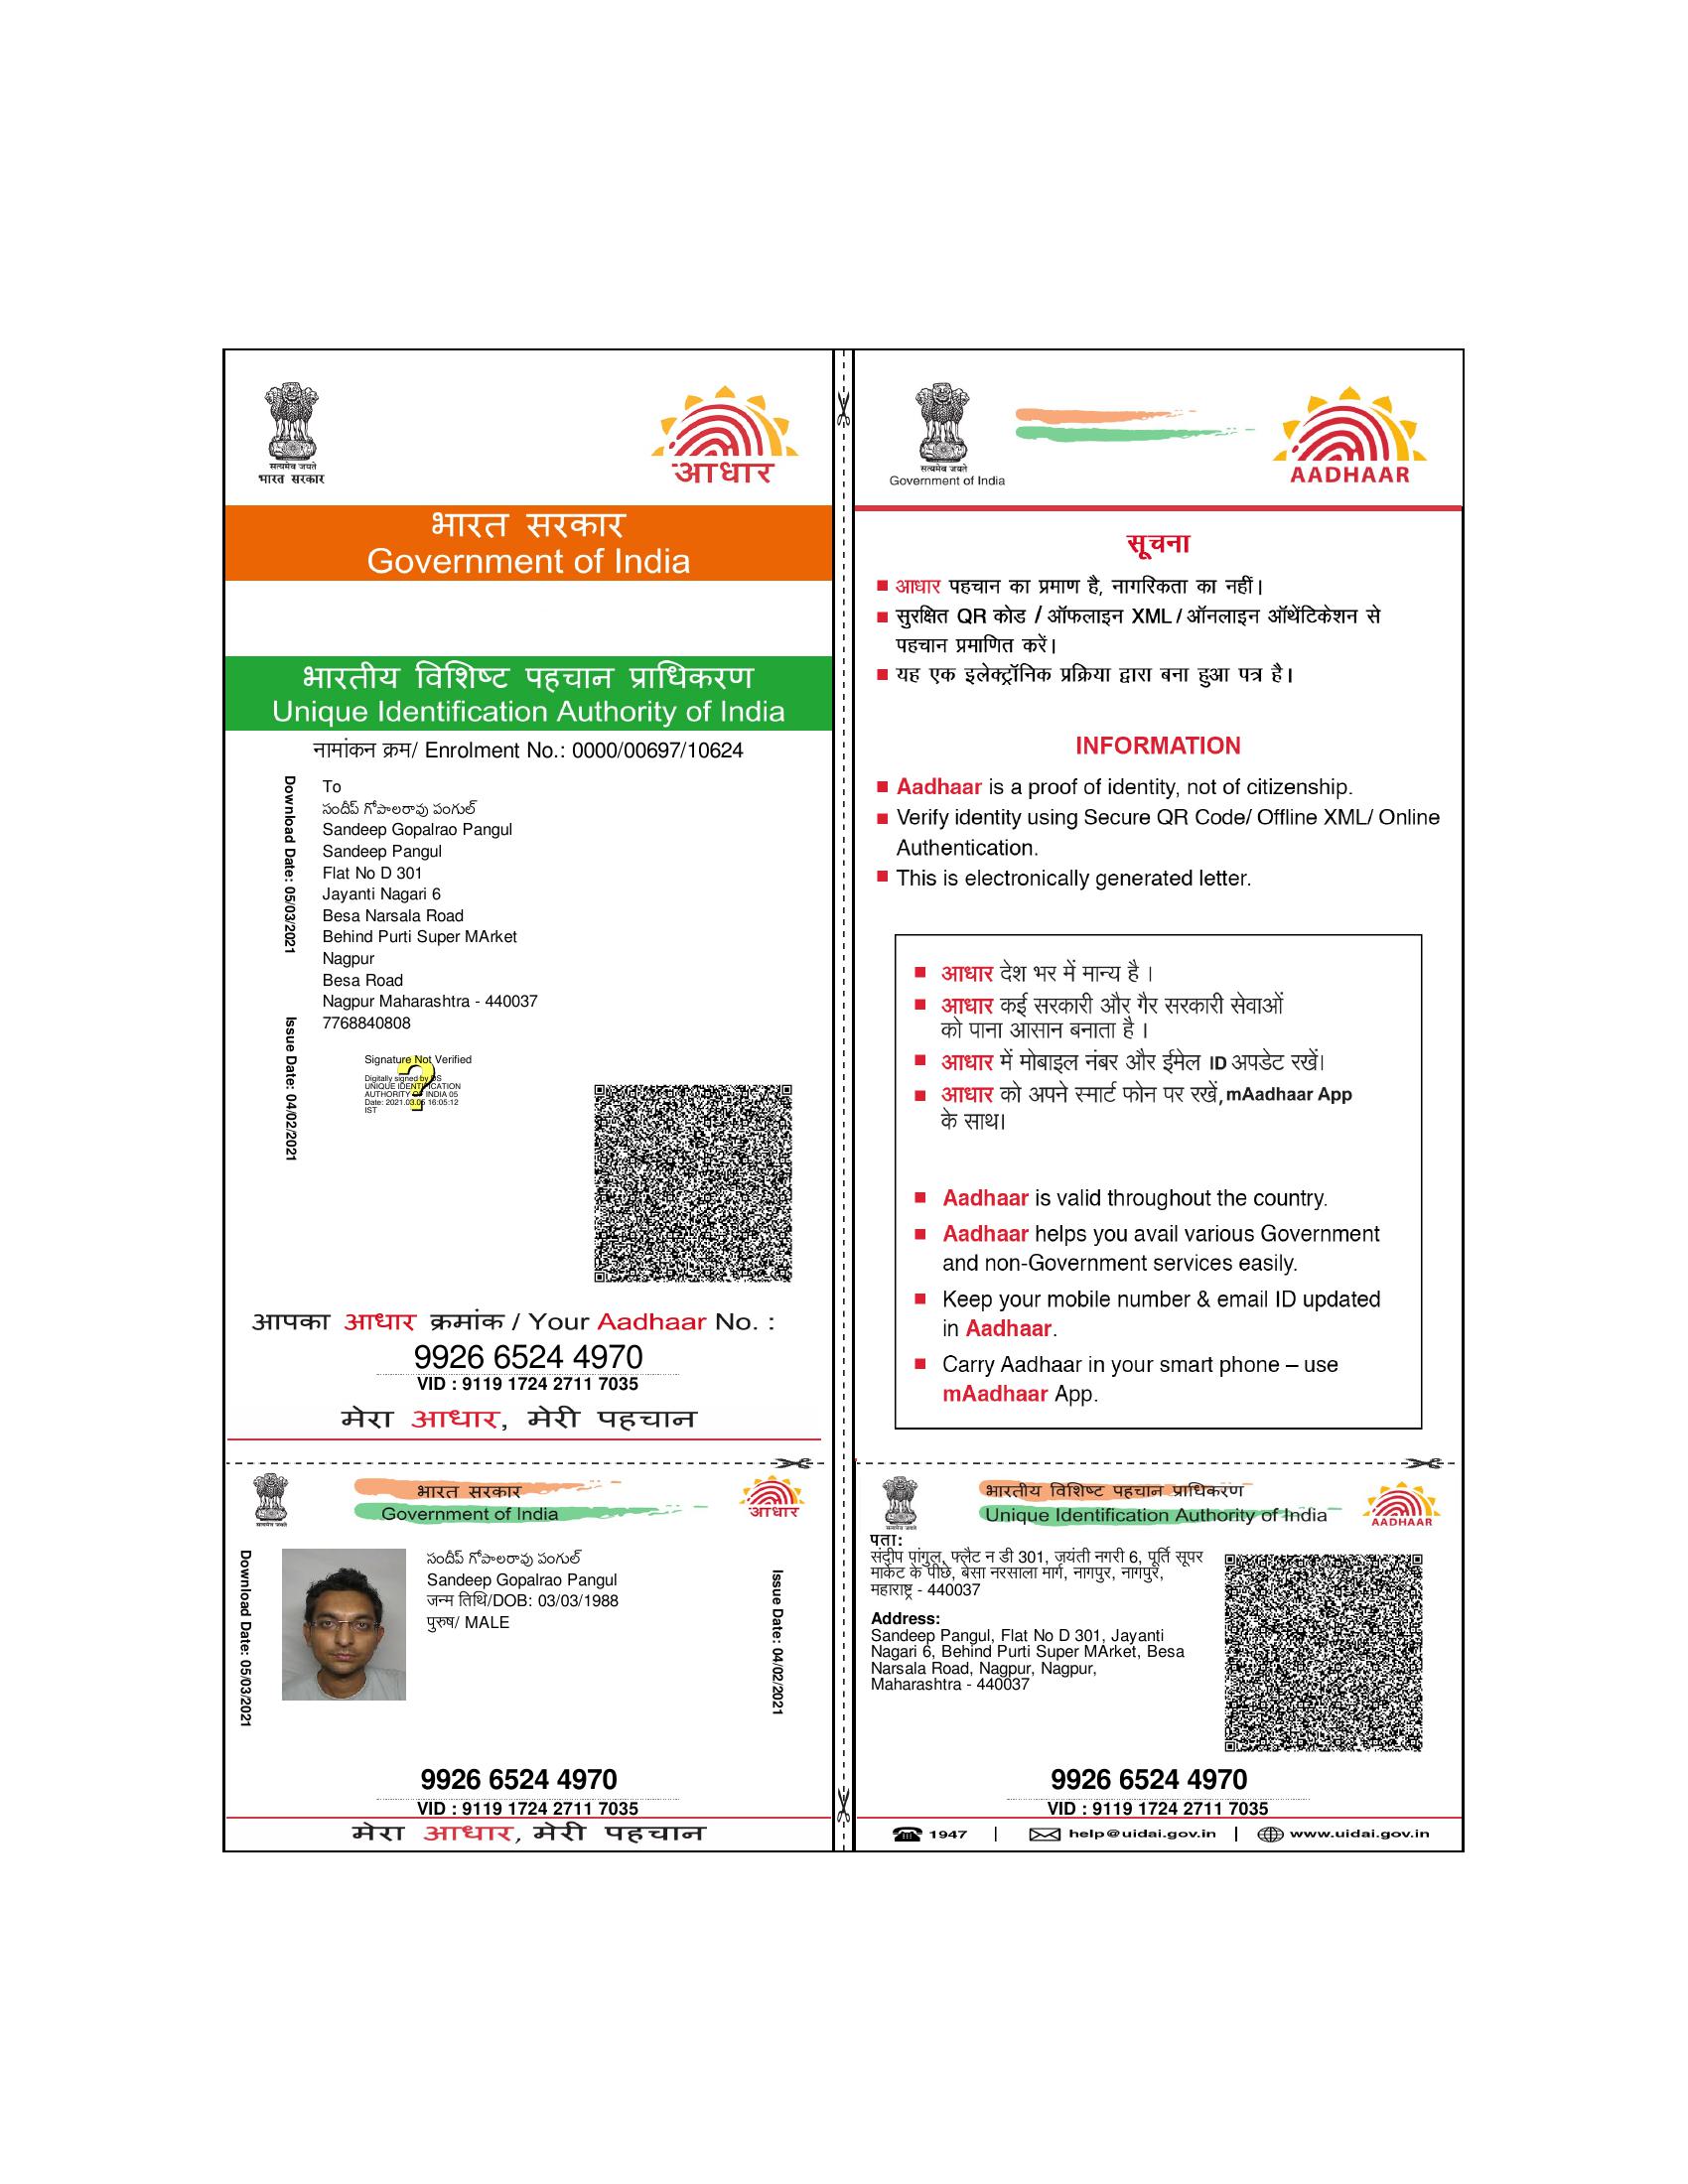 सत्यमेव जयते
भारत सरकार
आधार
भारत सरकार
Government of India
भारतीय विशिष्ट पहचान प्राधिकरण
Unique Identification Authority of India
नामांकन क्रम/ Enrolment No.: 0000/00697/10624
Download Date: 05/03/2021
Issue Date: 04/02/2021
To
సందీప్ గోపాలరావు పంగుల్
Sandeep Gopalrao Pangul
Sandeep Pangul
Flat No D 301
Jayanti Nagari 6
Besa Narsala Road
Behind Purti Super MArket
Nagpur
Besa Road
Nagpur Maharashtra - 440037
7768840808
Signature Not Verified
Digitally signed by DS
UNIQUE IDENTIFICATION
AUTHORITY OF INDIA 05
Date: 2021.03.05 16:05:12
IST
आपका आधार क्रमांक / Your Aadhaar No. :
9926 6524 4970
VID : 9119 1724 2711 7035
मेरा आधार, मेरी पहचान
सत्यमेव जयते
Government of India
AADHAAR
सूचना
आधार पहचान का प्रमाण है, नागरिकता का नहीं।
सुरक्षित QR कोड / ऑफलाइन XML / ऑनलाइन ऑथेंटिकेशन से
पहचान प्रमाणित करें।
यह एक इलेक्ट्रॉनिक प्रक्रिया द्वारा बना हुआ पत्र है।
INFORMATION
Aadhaar is a proof of identity, not of citizenship.
Verify identity using Secure QR Code/ Offline XML/ Online
Authentication.
This is electronically generated letter.
आधार देश भर में मान्य है ।
आधार कई सरकारी और गैर सरकारी सेवाओं
को पाना आसान बनाता है ।
आधार में मोबाइल नंबर और ईमेल ID अपडेट रखें।
आधार को अपने स्मार्ट फोन पर रखें, mAadhaar App
के साथ।
Aadhaar is valid throughout the country.
Aadhaar helps you avail various Government
and non-Government services easily.
Keep your mobile number & email ID updated
in Aadhaar.
Carry Aadhaar in your smart phone – use
mAadhaar App.
सत्यमेव जयते
भारत सरकार
Government of India
आधार
Download Date: 05/03/2021
సందీప్ గోపాలరావు పంగుల్
Sandeep Gopalrao Pangul
जन्म तिथि/DOB: 03/03/1988
पुरुष/ MALE
Issue Date: 04/02/2021
9926 6524 4970
VID : 9119 1724 2711 7035
मेरा आधार, मेरी पहचान
सत्यमेव जयते
भारतीय विशिष्ट पहचान प्राधिकरण
Unique Identification Authority of India
AADHAAR
पता:
संदीप पांगुल, फ्लैट न डी 301, जयंती नगरी 6, पूर्ति सूपर
मार्केट के पीछे, बेसा नरसाला मार्ग, नागपुर, नागपुर,
महाराष्ट्र - 440037
Address:
Sandeep Pangul, Flat No D 301, Jayanti
Nagari 6, Behind Purti Super MArket, Besa
Narsala Road, Nagpur, Nagpur,
Maharashtra - 440037
9926 6524 4970
VID : 9119 1724 2711 7035
1947 | help@uidai.gov.in | www.uidai.gov.in